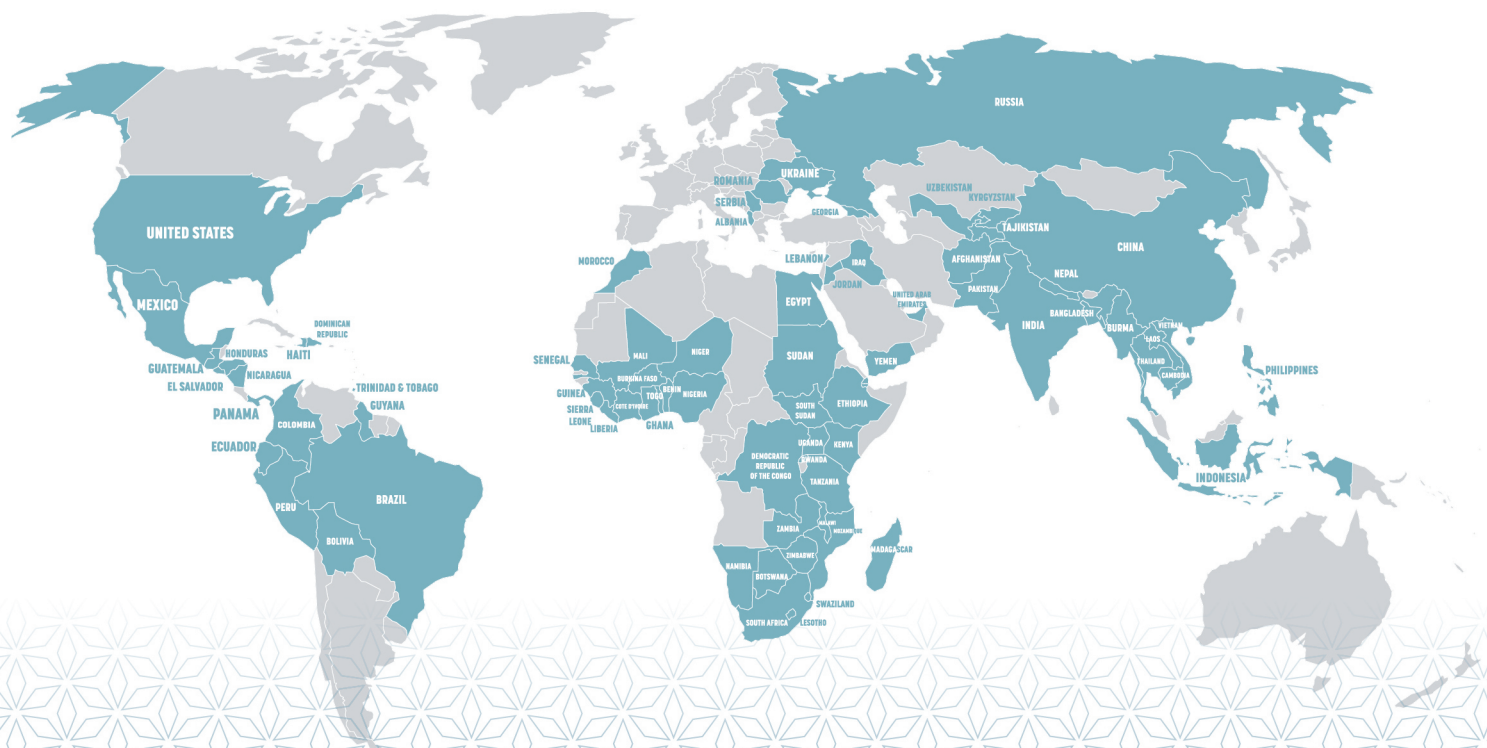 RUSSIA
UKRAINE
ROMANIA
SERBIA
ALBANIA
GEORGIA
UZBEKISTAN
KYRGYZSTAN
TAJIKISTAN
UNITED STATES
CHINA
MOROCCO
LEBANON
IRAQ
AFGHANISTAN
JORDAN
PAKISTAN
NEPAL
MEXICO
EGYPT
UNITED ARAB
EMIRATES
INDIA
BANGLADESH
BURMA
VIETNAM
LAOS
THAILAND
CAMBODIA
DOMINICAN
REPUBLIC
HONDURAS
HAITI
GUATEMALA
NICARAGUA
EL SALVADOR
TRINIDAD & TOBAGO
PANAMA
GUYANA
COLOMBIA
ECUADOR
SENEGAL
MALI
NIGER
SUDAN
YEMEN
PHILIPPINES
BURKINA FASO
GUINEA
BENIN
TOGO
NIGERIA
SIERRA
LEONE
COTE D'IVOIRE
LIBERIA
GHANA
SOUTH
SUDAN
ETHIOPIA
UGANDA
KENYA
DEMOCRATIC
REPUBLIC
OF THE CONGO
RWANDA
TANZANIA
INDONESIA
PERU
BRAZIL
BOLIVIA
ZAMBIA
MALAWI
MOZAMBIQUE
MADAGASCAR
ZIMBABWE
NAMIBIA
BOTSWANA
SWAZILAND
SOUTH AFRICA
LESOTHO